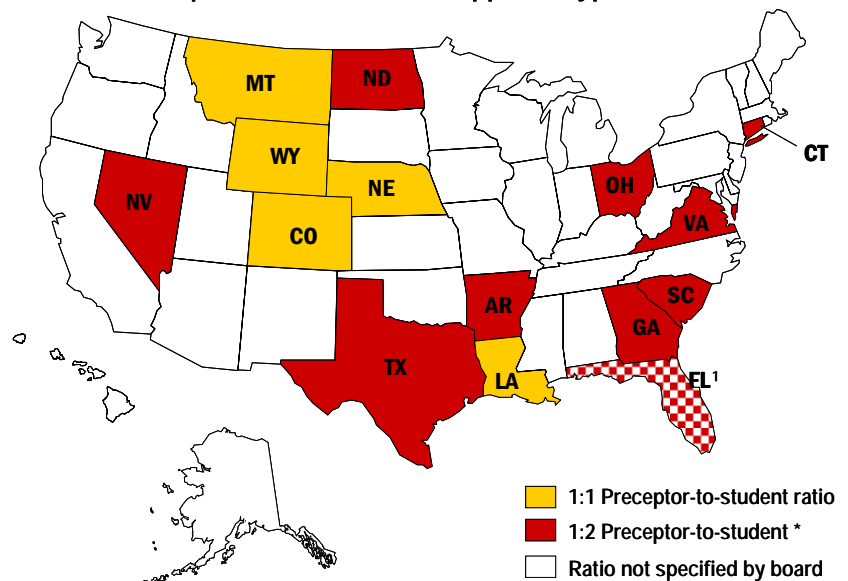 MT
ND
WY
NE
NV
CO
OH
CT
VA
AR
SC
GA
TX
LA
FL¹
1:1 Preceptor-to-student ratio
1:2 Preceptor-to-student *
Ratio not specified by board